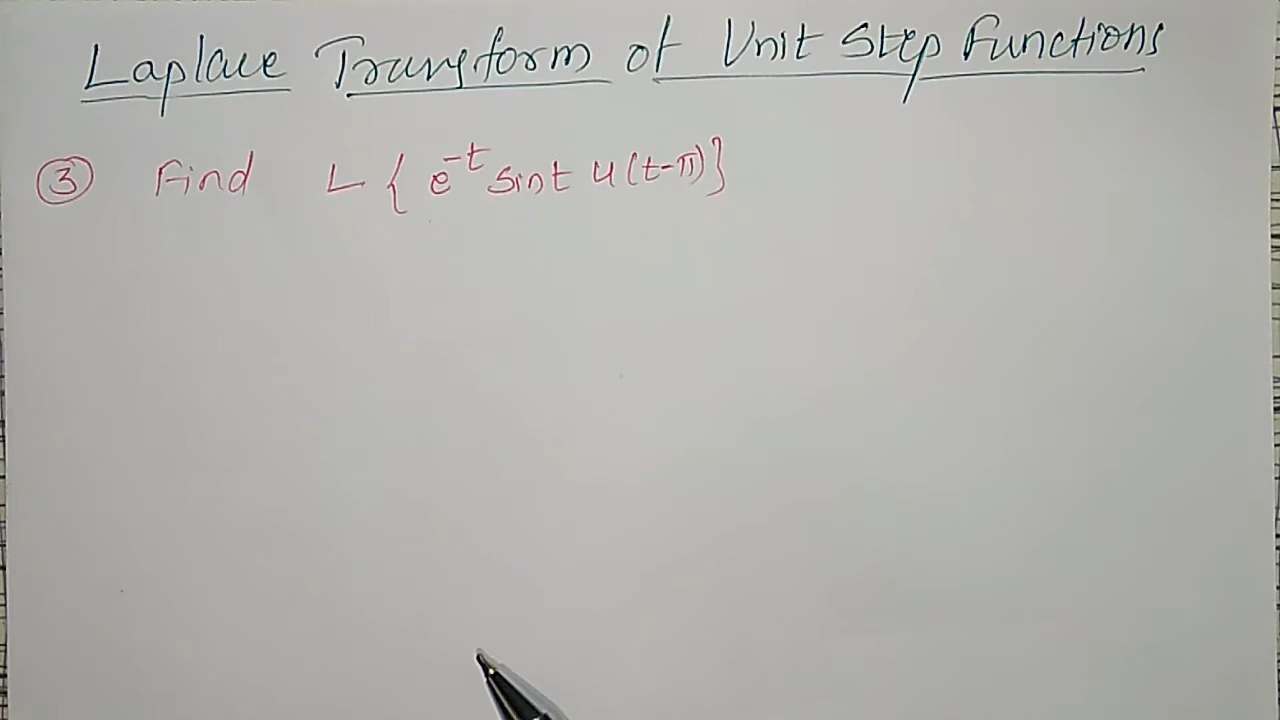 Laplace Transform of Unit Step Functions
③ Find L{e^{-t} sint u(t-π)}